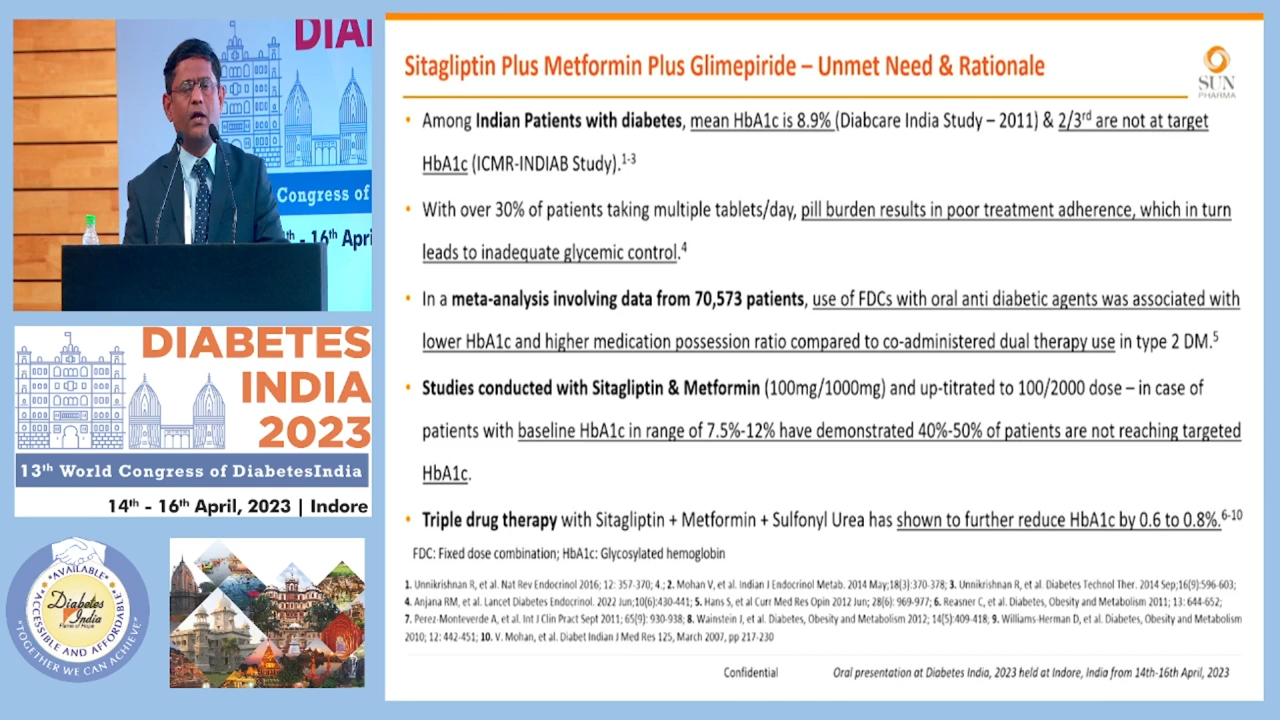 DIAI
Congress of
th - 16th Apri
DIABETES
INDIA
2023
13th World Congress of DiabetesIndia
14th - 16th April, 2023 | Indore
"AVAILABLE"
"ACCESSIBLE AND AFFORDABLE"
Diabetes
India
"TOGETHER WE CAN ACHIEVE"
Sitagliptin Plus Metformin Plus Glimepiride – Unmet Need & Rationale
SUN
PHARMA
• Among Indian Patients with diabetes, mean HbA1c is 8.9% (Diabcare India Study – 2011) & 2/3rd are not at target
HbA1c (ICMR-INDIAB Study).1-3
• With over 30% of patients taking multiple tablets/day, pill burden results in poor treatment adherence, which in turn
leads to inadequate glycemic control.4
• In a meta-analysis involving data from 70,573 patients, use of FDCs with oral anti diabetic agents was associated with
lower HbA1c and higher medication possession ratio compared to co-administered dual therapy use in type 2 DM.5
• Studies conducted with Sitagliptin & Metformin (100mg/1000mg) and up-titrated to 100/2000 dose – in case of
patients with baseline HbA1c in range of 7.5%-12% have demonstrated 40%-50% of patients are not reaching targeted
HbA1c.
• Triple drug therapy with Sitagliptin + Metformin + Sulfonyl Urea has shown to further reduce HbA1c by 0.6 to 0.8%.6-10
FDC: Fixed dose combination; HbA1c: Glycosylated hemoglobin
1. Unnikrishnan R, et al. Nat Rev Endocrinol 2016; 12: 357-370; 4.; 2. Mohan V, et al. Indian J Endocrinol Metab. 2014 May;18(3):370-378; 3. Unnikrishnan R, et al. Diabetes Technol Ther. 2014 Sep;16(9):596-603;
4. Anjana RM, et al. Lancet Diabetes Endocrinol. 2022 Jun;10(6):430-441; 5. Hans S, et al Curr Med Res Opin 2012 Jun; 28(6): 969-977; 6. Reasner C, et al. Diabetes, Obesity and Metabolism 2011; 13: 644-652;
7. Perez-Monteverde A, et al. Int J Clin Pract Sept 2011; 65(9): 930-938; 8. Wainstein J, et al. Diabetes, Obesity and Metabolism 2012; 14(5):409-418; 9. Williams-Herman D, et al. Diabetes, Obesity and Metabolism
2010; 12: 442-451; 10. V. Mohan, et al. Diabet Indian J Med Res 125, March 2007, pp 217-230
Confidential
Oral presentation at Diabetes India, 2023 held at Indore, India from 14th-16th April, 2023